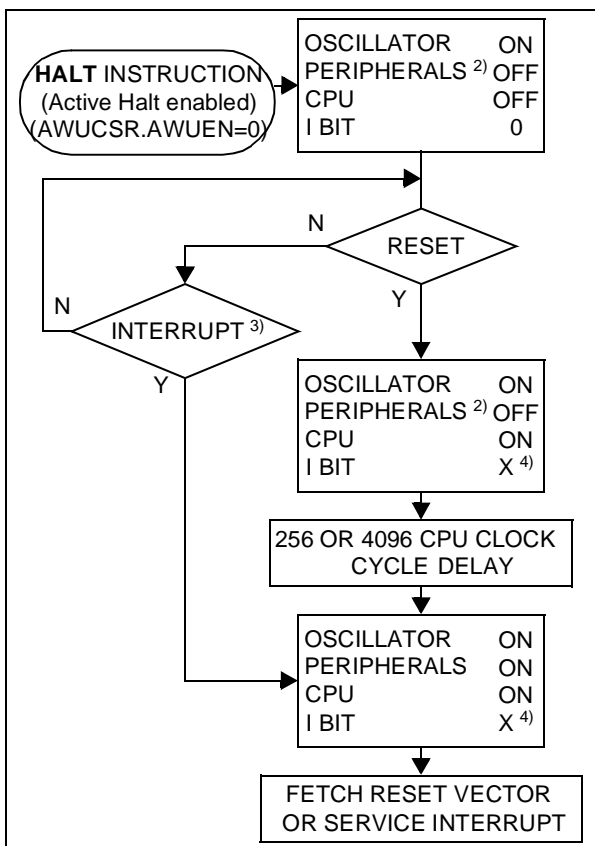 HALT INSTRUCTION
(Active Halt enabled)
(AWUCSR.AWUEN=0)
OSCILLATOR ON
PERIPHERALS 2) OFF
CPU OFF
I BIT 0
RESET
N
Y
INTERRUPT 3)
N
Y
OSCILLATOR ON
PERIPHERALS 2) OFF
CPU ON
I BIT X 4)
256 OR 4096 CPU CLOCK
CYCLE DELAY
OSCILLATOR ON
PERIPHERALS ON
CPU ON
I BIT X 4)
FETCH RESET VECTOR
OR SERVICE INTERRUPT